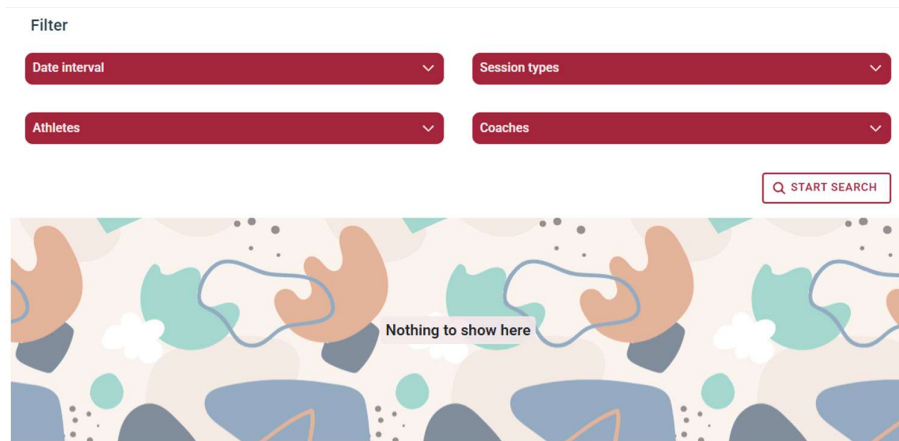 Filter
Date interval
Session types
Athletes
Coaches
START SEARCH
Nothing to show here